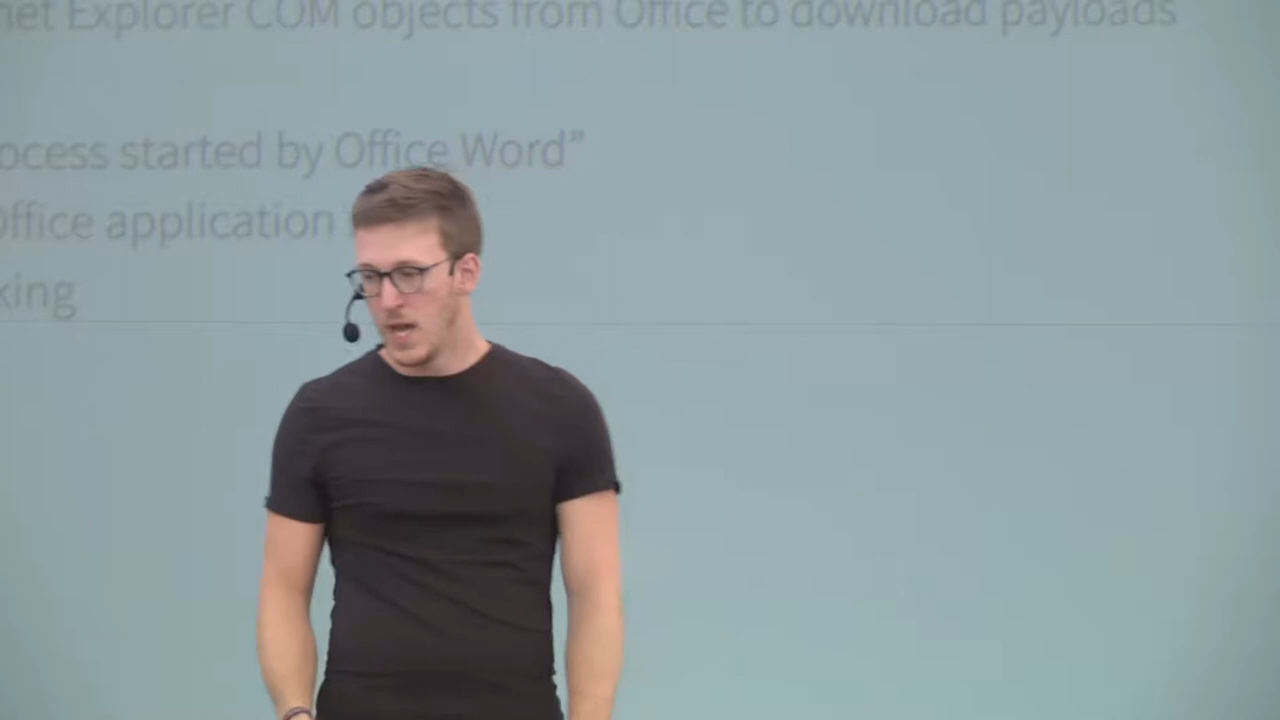 net Explorer COM objects from Office to download payloads
ocess started by Office Word”
Office application
king